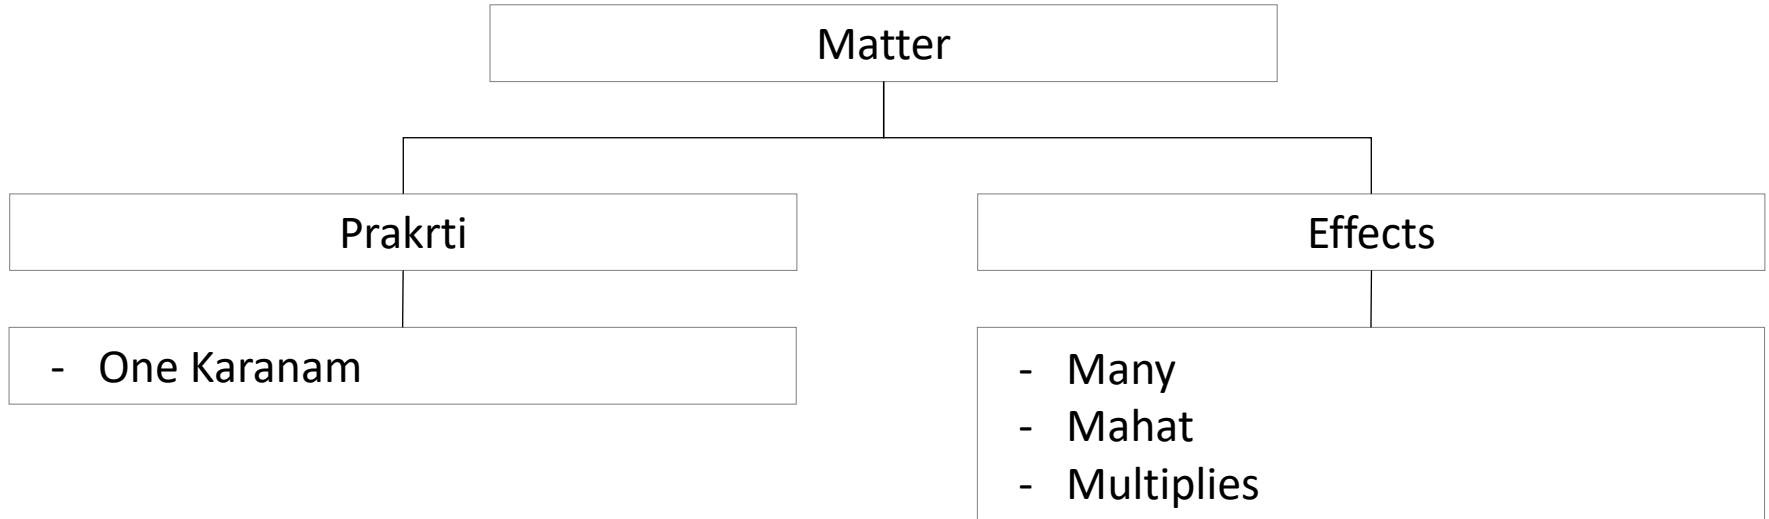 Matter
Prakrti
Effects
- One Karanam
- Many
- Mahat
- Multiplies